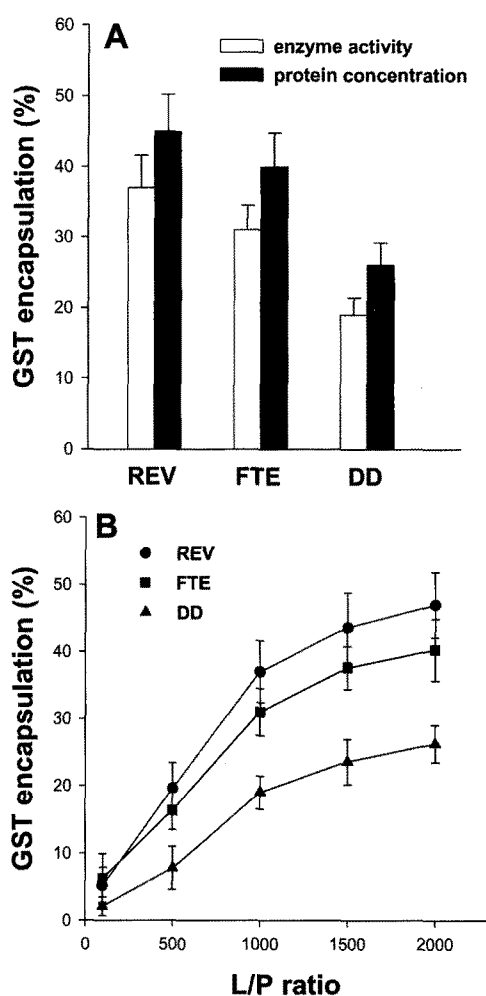 A
enzyme activity
protein concentration
GST encapsulation (%)
60
50
40
30
20
10
0
REV FTE DD
B
REV
FTE
DD
GST encapsulation (%)
60
50
40
30
20
10
0
0 500 1000 1500 2000
L/P ratio